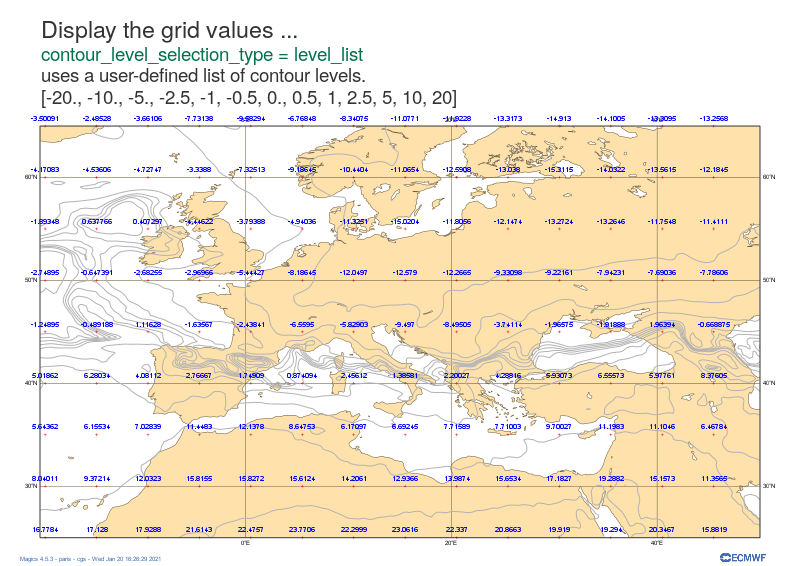 Display the grid values ...
contour_level_selection_type = level_list
uses a user-defined list of contour levels.
[-20., -10., -5., -2.5, -1, -0.5, 0., 0.5, 1, 2.5, 5, 10, 20]
-3.50091 -2.48528 -3.66106 -7.73138 -9.98294 -6.76848 -8.34075 -11.0771 -11.9228 -13.3173 -14.913 -14.1005 -13.3095 -13.2568
-4.17083 -4.53606 -4.72747 -3.3388 -7.32513 -9.18645 -10.4404 -11.0654 -12.5908 -13.038 -15.3115 -14.0322 -13.5615 -12.1845
60°N 60°N
-1.89348 0.637766 0.407297 -4.44622 -3.79388 -4.94036 -11.3251 -15.0204 -11.8056 -12.1474 -13.2724 -13.2646 -11.7548 -11.4111
-2.74895 -0.647391 -2.68255 -2.96966 -5.44427 -8.18645 -12.0497 -12.579 -12.2665 -9.33098 -9.22161 -7.94231 -7.69036 -7.78606
50°N 50°N
-1.24895 -0.489188 1.11628 -1.63567 -2.43841 -6.5595 -5.82903 -9.497 -8.49505 -3.74114 -1.96575 -1.91888 1.96394 -0.668875
5.01862 6.28034 4.08112 2.76667 1.74909 0.874094 2.45612 1.38581 2.20027 4.28816 5.93073 6.55573 5.97761 8.37605
40°N 40°N
5.64362 6.15534 7.02839 11.4483 12.1378 8.64753 6.17097 6.69245 7.71589 7.71003 9.70027 11.1983 11.1046 6.46784
8.04011 9.37214 12.0323 15.8155 15.8272 15.6124 14.2061 12.9366 13.9874 15.6534 17.1827 19.2882 15.1573 11.3565
30°N 30°N
16.7784 17.128 17.9288 21.6143 22.4757 23.7706 22.2999 23.0616 22.337 20.8663 19.919 19.294 20.3467 15.8819
0°E 20°E 40°E
Magics 4.5.3 - paris - cgs - Wed Jan 20 16:26:29 2021
ECMWF